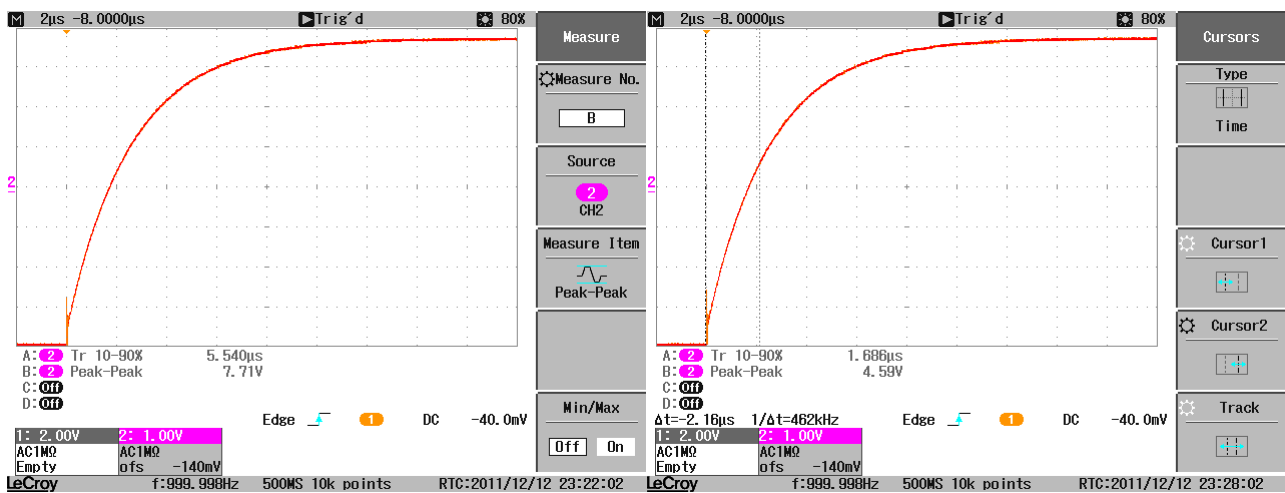 M 2µs -8.0000µs Trig´d 80%
Measure
Measure No.
B
Source
2
CH2
Measure Item
Peak-Peak
Min/Max
Off On
2
A: 2 Tr 10-90% 5.540µs
B: 2 Peak-Peak 7.71V
C: Off
D: Off
Edge 1 DC -40.0mV
1: 2.00V 2: 1.00V
AC1MΩ AC1MΩ
Empty ofs -140mV
LeCroy f:999.998Hz 500MS 10k points RTC:2011/12/12 23:22:02
M 2µs -8.0000µs Trig´d 80%
Cursors
Type
Time
Cursor1
Cursor2
Track
2
A: 2 Tr 10-90% 1.686µs
B: 2 Peak-Peak 4.59V
C: Off
D: Off
Δt=-2.16µs 1/Δt=462kHz Edge 1 DC -40.0mV
1: 2.00V 2: 1.00V
AC1MΩ AC1MΩ
Empty ofs -140mV
LeCroy f:999.998Hz 500MS 10k points RTC:2011/12/12 23:28:02